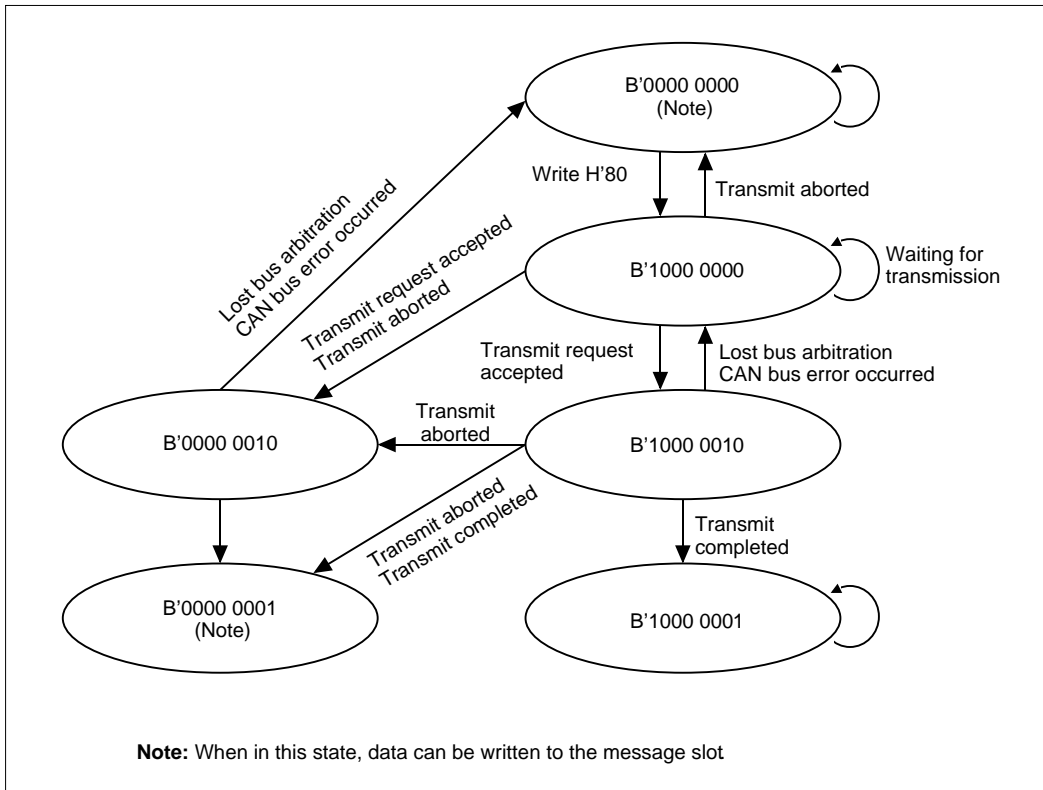 B'0000 0000
(Note)
Write H'80
Transmit aborted
Lost bus arbitration
CAN bus error occurred
Transmit request accepted
Transmit aborted
B'1000 0000
Waiting for
transmission
Transmit request
accepted
Lost bus arbitration
CAN bus error occurred
B'0000 0010
Transmit
aborted
B'1000 0010
Transmit aborted
Transmit completed
Transmit
completed
B'0000 0001
(Note)
B'1000 0001
Note: When in this state, data can be written to the message slot.